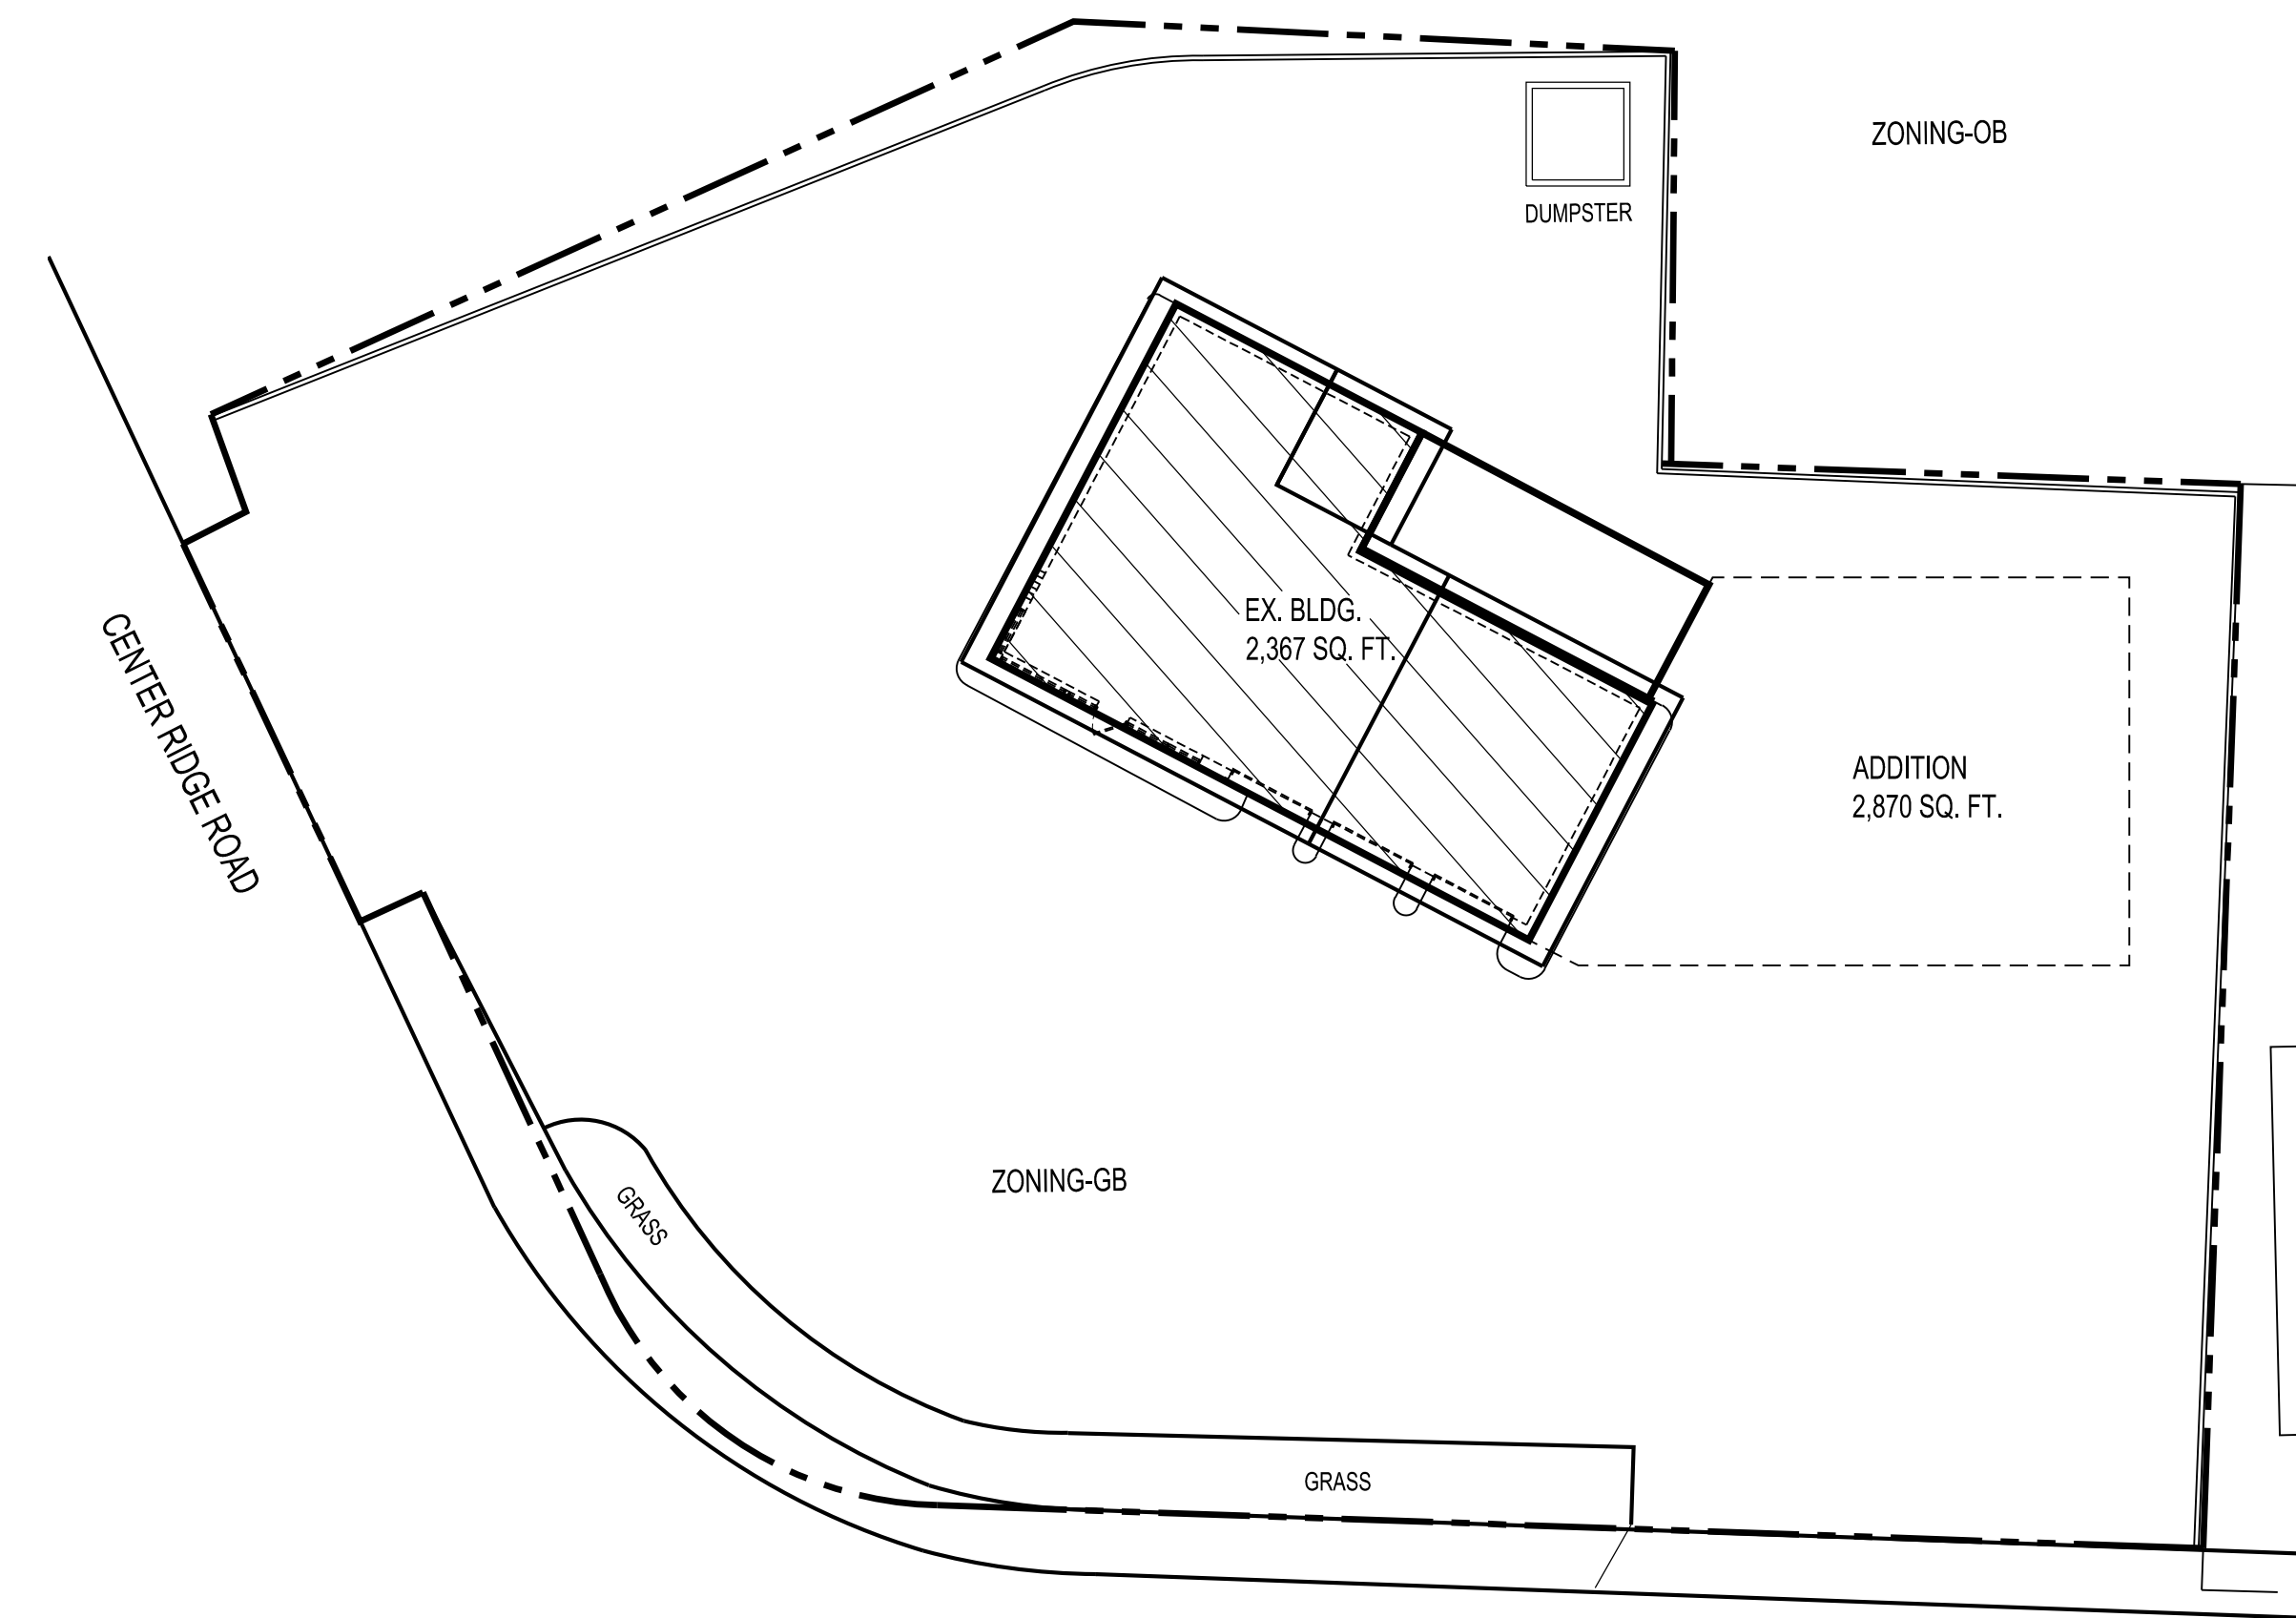 ZONING-OB
DUMPSTER
EX. BLDG.
2,367 SQ. FT.
CENTER RIDGE ROAD
ADDITION
2,870 SQ. FT.
ZONING-GB
GRASS
GRASS